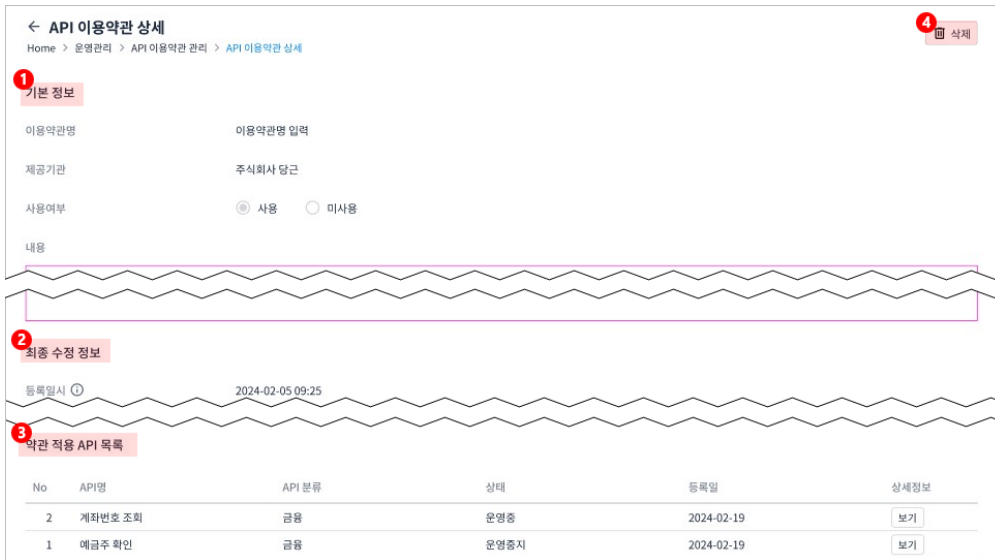 ← API 이용약관 상세
Home > 운영관리 > API 이용약관 관리 > API 이용약관 상세
4
삭제
1
기본 정보
이용약관명 이용약관명 입력
제공기관 주식회사 당근
사용여부 사용 미사용
내용
2
최종 수정 정보
등록일시 2024-02-05 09:25
3
약관 적용 API 목록
No API명 API 분류 상태 등록일 상세정보
2 계좌번호 조회 금융 운영중 2024-02-19 보기
1 예금주 확인 금융 운영중지 2024-02-19 보기